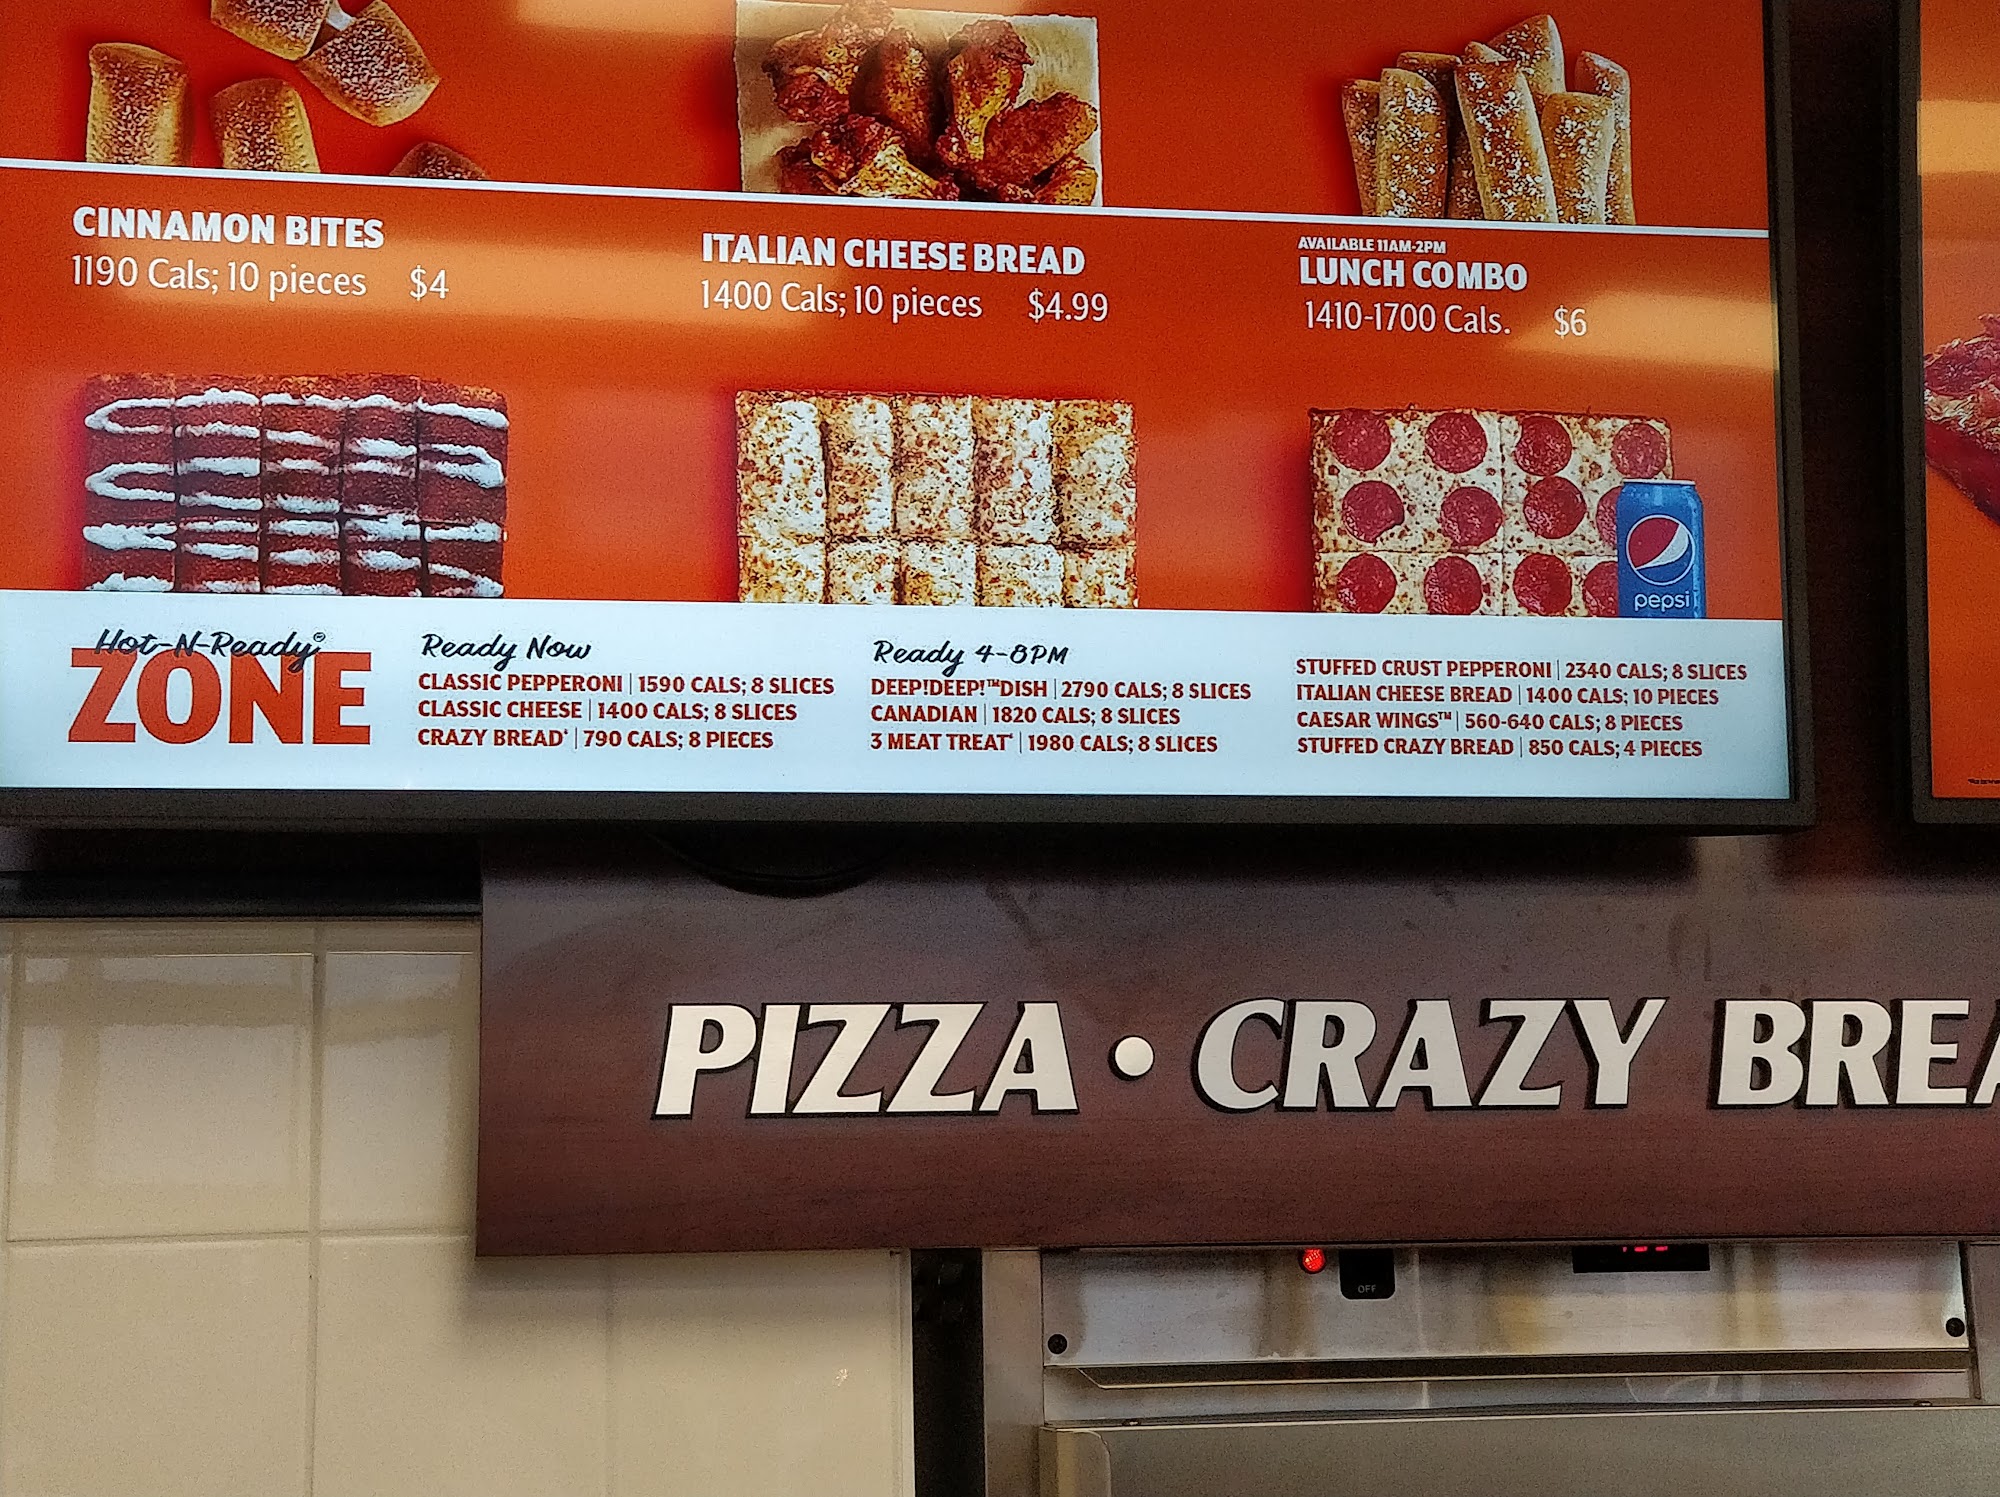 CINNAMON BITES
1190 Cals; 10 pieces $4
ITALIAN CHEESE BREAD
1400 Cals; 10 pieces $4.99
AVAILABLE 11AM-2PM
LUNCH COMBO
1410-1700 Cals. $6
pepsi
Hot-N-Ready®
ZONE
Ready Now
CLASSIC PEPPERONI | 1590 CALS; 8 SLICES
CLASSIC CHEESE | 1400 CALS; 8 SLICES
CRAZY BREAD® | 790 CALS; 8 PIECES
Ready 4-8PM
DEEP!DEEP!™DISH | 2790 CALS; 8 SLICES
CANADIAN | 1820 CALS; 8 SLICES
3 MEAT TREAT® | 1980 CALS; 8 SLICES
STUFFED CRUST PEPPERONI | 2340 CALS; 8 SLICES
ITALIAN CHEESE BREAD | 1400 CALS; 10 PIECES
CAESAR WINGS™ | 560-640 CALS; 8 PIECES
STUFFED CRAZY BREAD | 850 CALS; 4 PIECES
PIZZA • CRAZY BREA
OFF